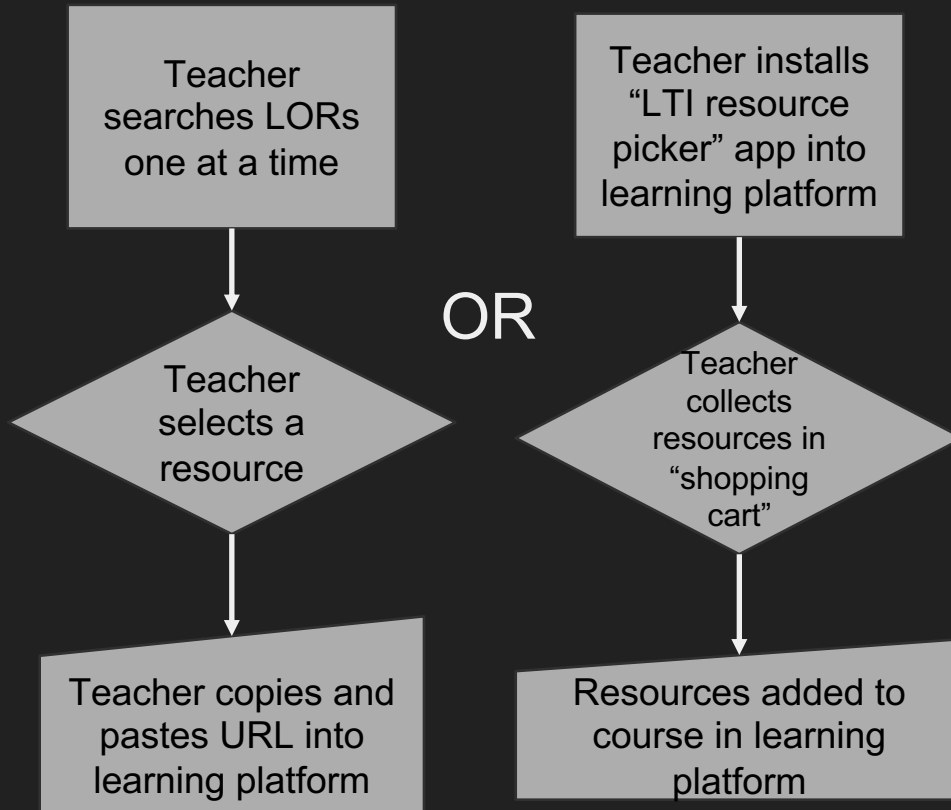 Teacher
searches LORs
one at a time
Teacher
selects a
resource
Teacher copies and
pastes URL into
learning platform
OR
Teacher installs
“LTI resource
picker” app into
learning platform
Teacher
collects
resources in
“shopping
cart”
Resources added to
course in learning
platform